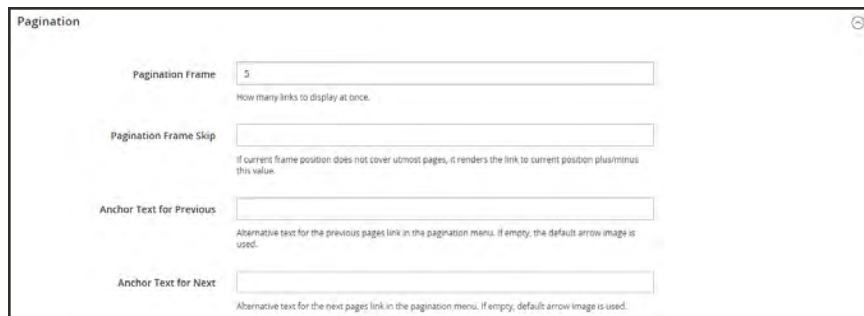 Pagination
Pagination Frame
5
How many links to display at once.
Pagination Frame Skip
If current frame position does not cover utmost pages, it renders the link to current position plus/minus
this value.
Anchor Text for Previous
Alternative text for the previous pages link in the pagination menu. If empty, the default arrow image is
used.
Anchor Text for Next
Alternative text for the next pages link in the pagination menu. If empty, default arrow image is used.